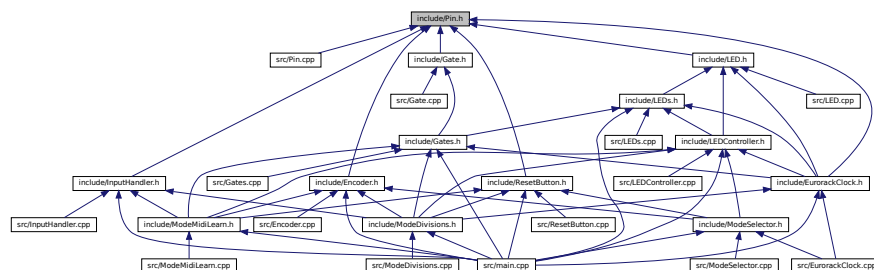 include/Pin.h
src/Pin.cpp
include/Gate.h
include/LED.h
src/Gate.cpp
include/LEDs.h
src/LED.cpp
include/Gates.h
src/LEDs.cpp
include/LEDController.h
include/InputHandler.h
src/Gates.cpp
include/Encoder.h
include/ResetButton.h
src/LEDController.cpp
include/EurorackClock.h
src/InputHandler.cpp
include/ModeMidiLearn.h
src/Encoder.cpp
include/ModeDivisions.h
src/ResetButton.cpp
include/ModeSelector.h
src/ModeMidiLearn.cpp
src/ModeDivisions.cpp
src/main.cpp
src/ModeSelector.cpp
src/EurorackClock.cpp